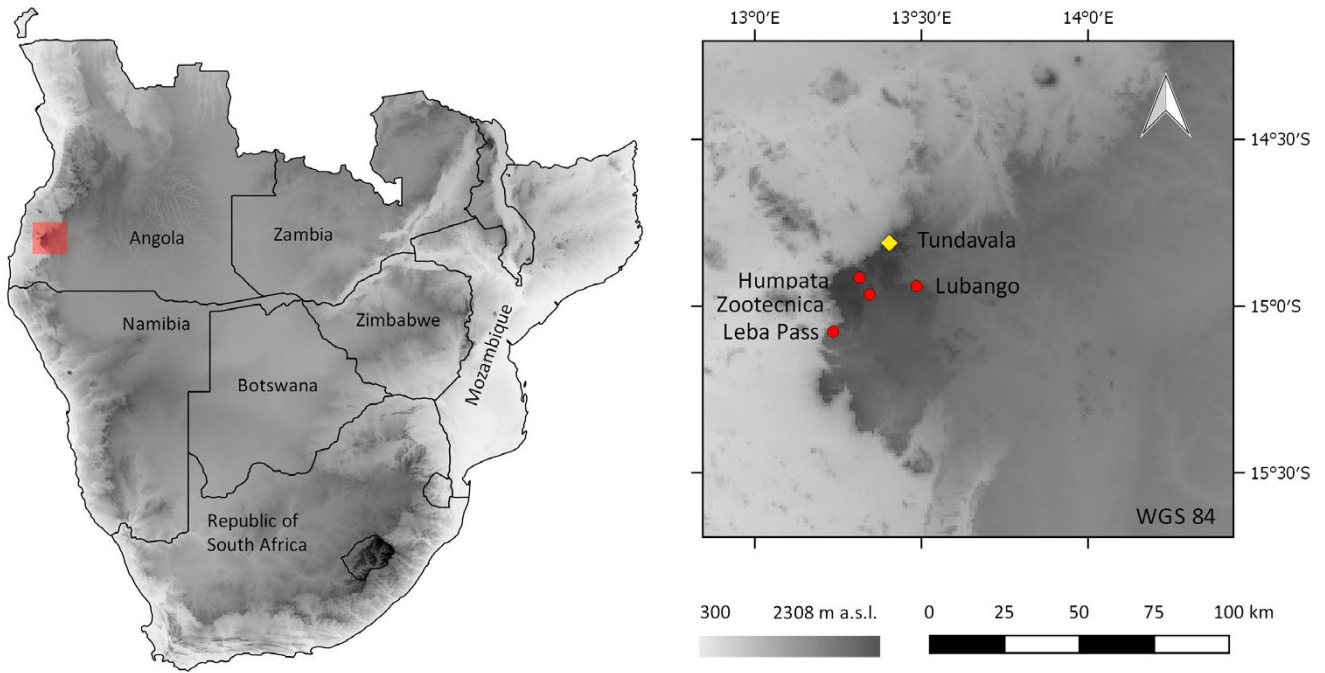 Angola
Zambia
Namibia
Zimbabwe
Botswana
Mozambique
Republic of
South Africa
13°0'E 13°30'E 14°0'E
14°30'S
15°0'S
15°30'S
Tundavala
Humpata
Lubango
Zootecnica
Leba Pass
WGS 84
300 2308 m a.s.l.
0 25 50 75 100 km